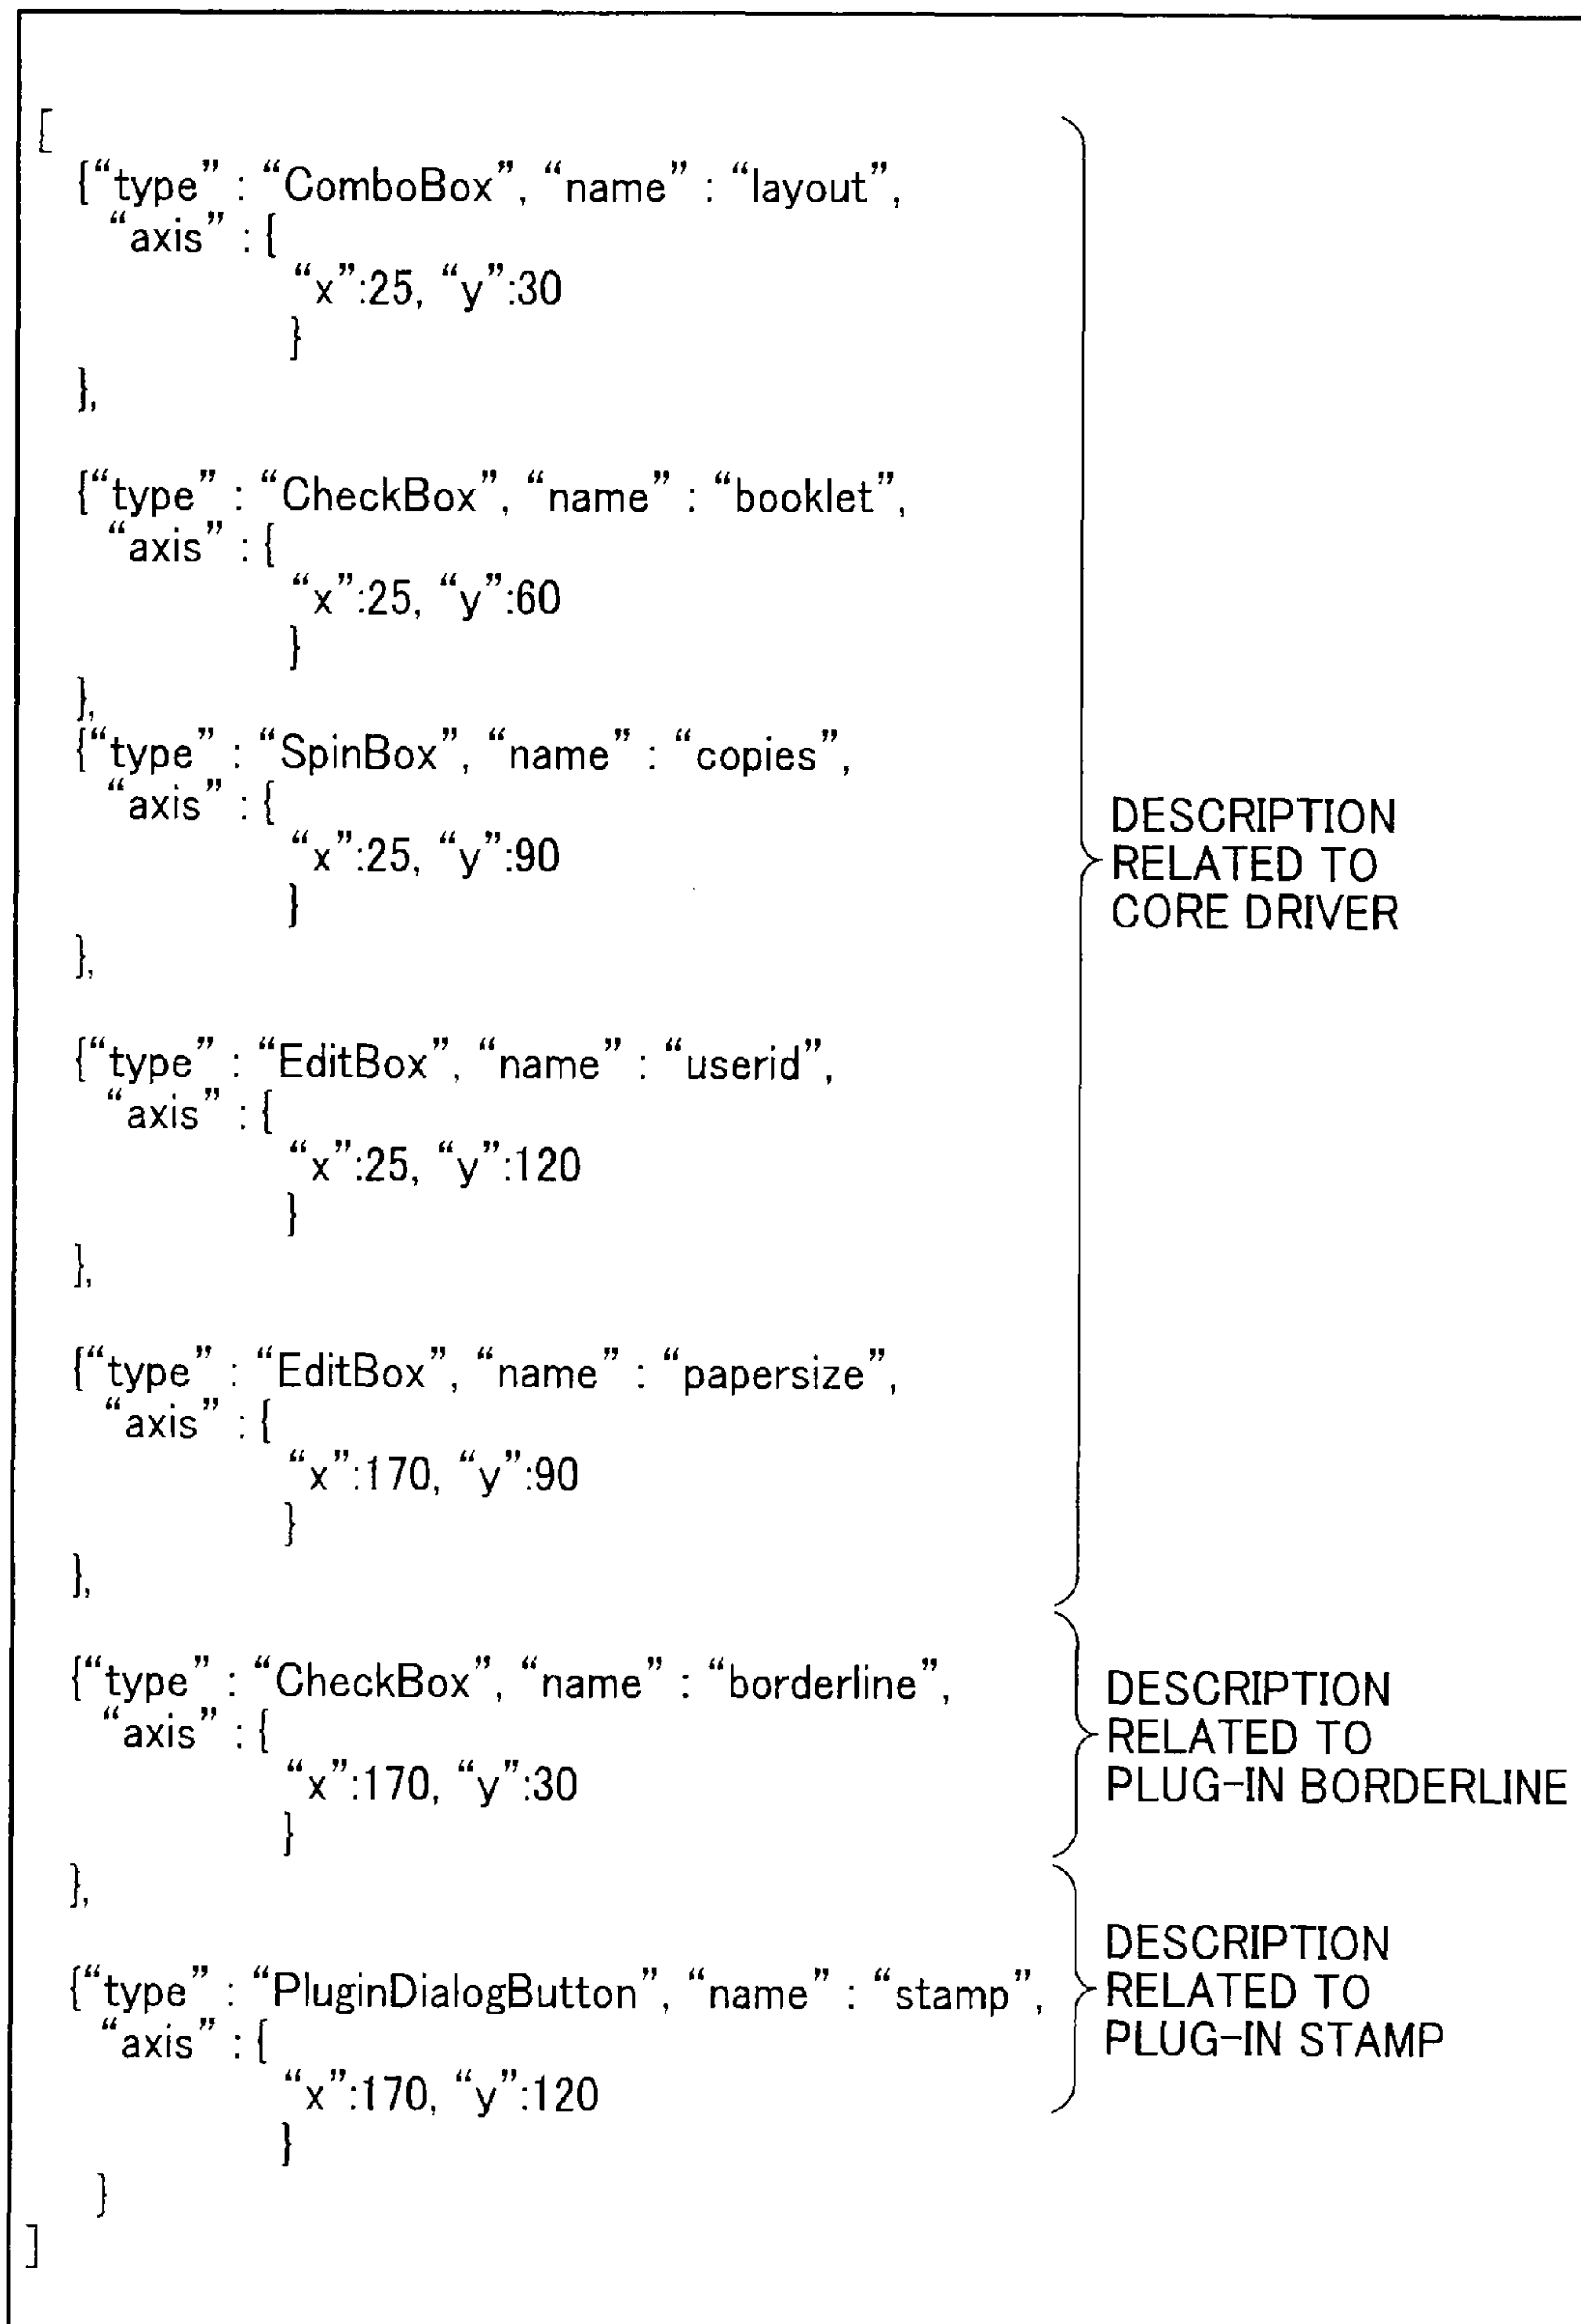 [
{“type” : “ComboBox”, “name” : “layout”,
“axis” : {
“x”:25, “y”:30
}
},
{“type” : “CheckBox”, “name” : “booklet”,
“axis” : {
“x”:25, “y”:60
}
},
{“type” : “SpinBox”, “name” : “copies”,
“axis” : {
“x”:25, “y”:90
}
},
{“type” : “EditBox”, “name” : “userid”,
“axis” : {
“x”:25, “y”:120
}
},
{“type” : “EditBox”, “name” : “papersize”,
“axis” : {
“x”:170, “y”:90
}
},
DESCRIPTION
RELATED TO
CORE DRIVER
{“type” : “CheckBox”, “name” : “borderline”,
“axis” : {
“x”:170, “y”:30
}
},
DESCRIPTION
RELATED TO
PLUG-IN BORDERLINE
{“type” : “PluginDialogButton”, “name” : “stamp”,
“axis” : {
“x”:170, “y”:120
}
}
]
DESCRIPTION
RELATED TO
PLUG-IN STAMP